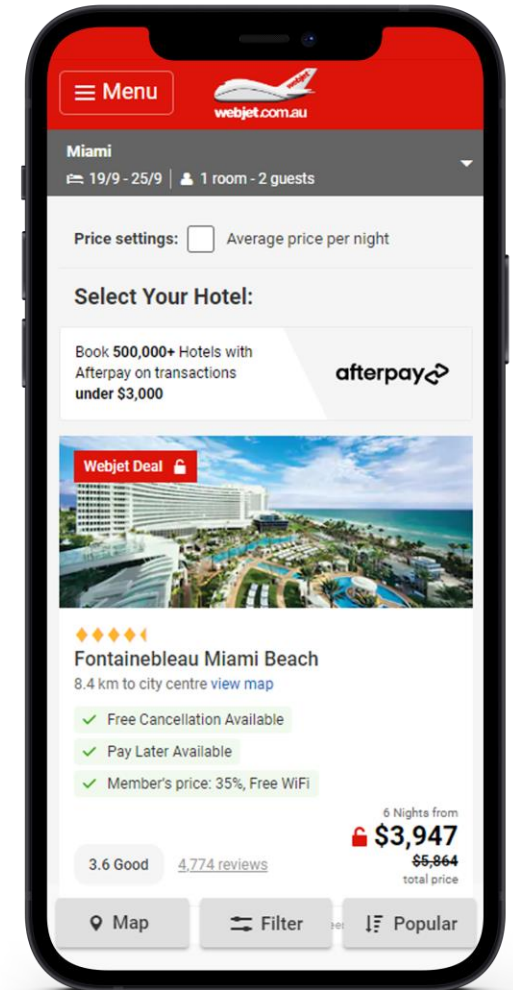 Menu
webjet
webjet.com.au
Miami
19/9 - 25/9 | 1 room - 2 guests
Price settings: Average price per night
Select Your Hotel:
Book 500,000+ Hotels with
Afterpay on transactions
under $3,000
afterpay
Webjet Deal
Fontainebleau Miami Beach
8.4 km to city centre view map
Free Cancellation Available
Pay Later Available
Member's price: 35%, Free WiFi
6 Nights from
$3,947
$5,864
total price
3.6 Good 4,774 reviews
Map Filter Popular